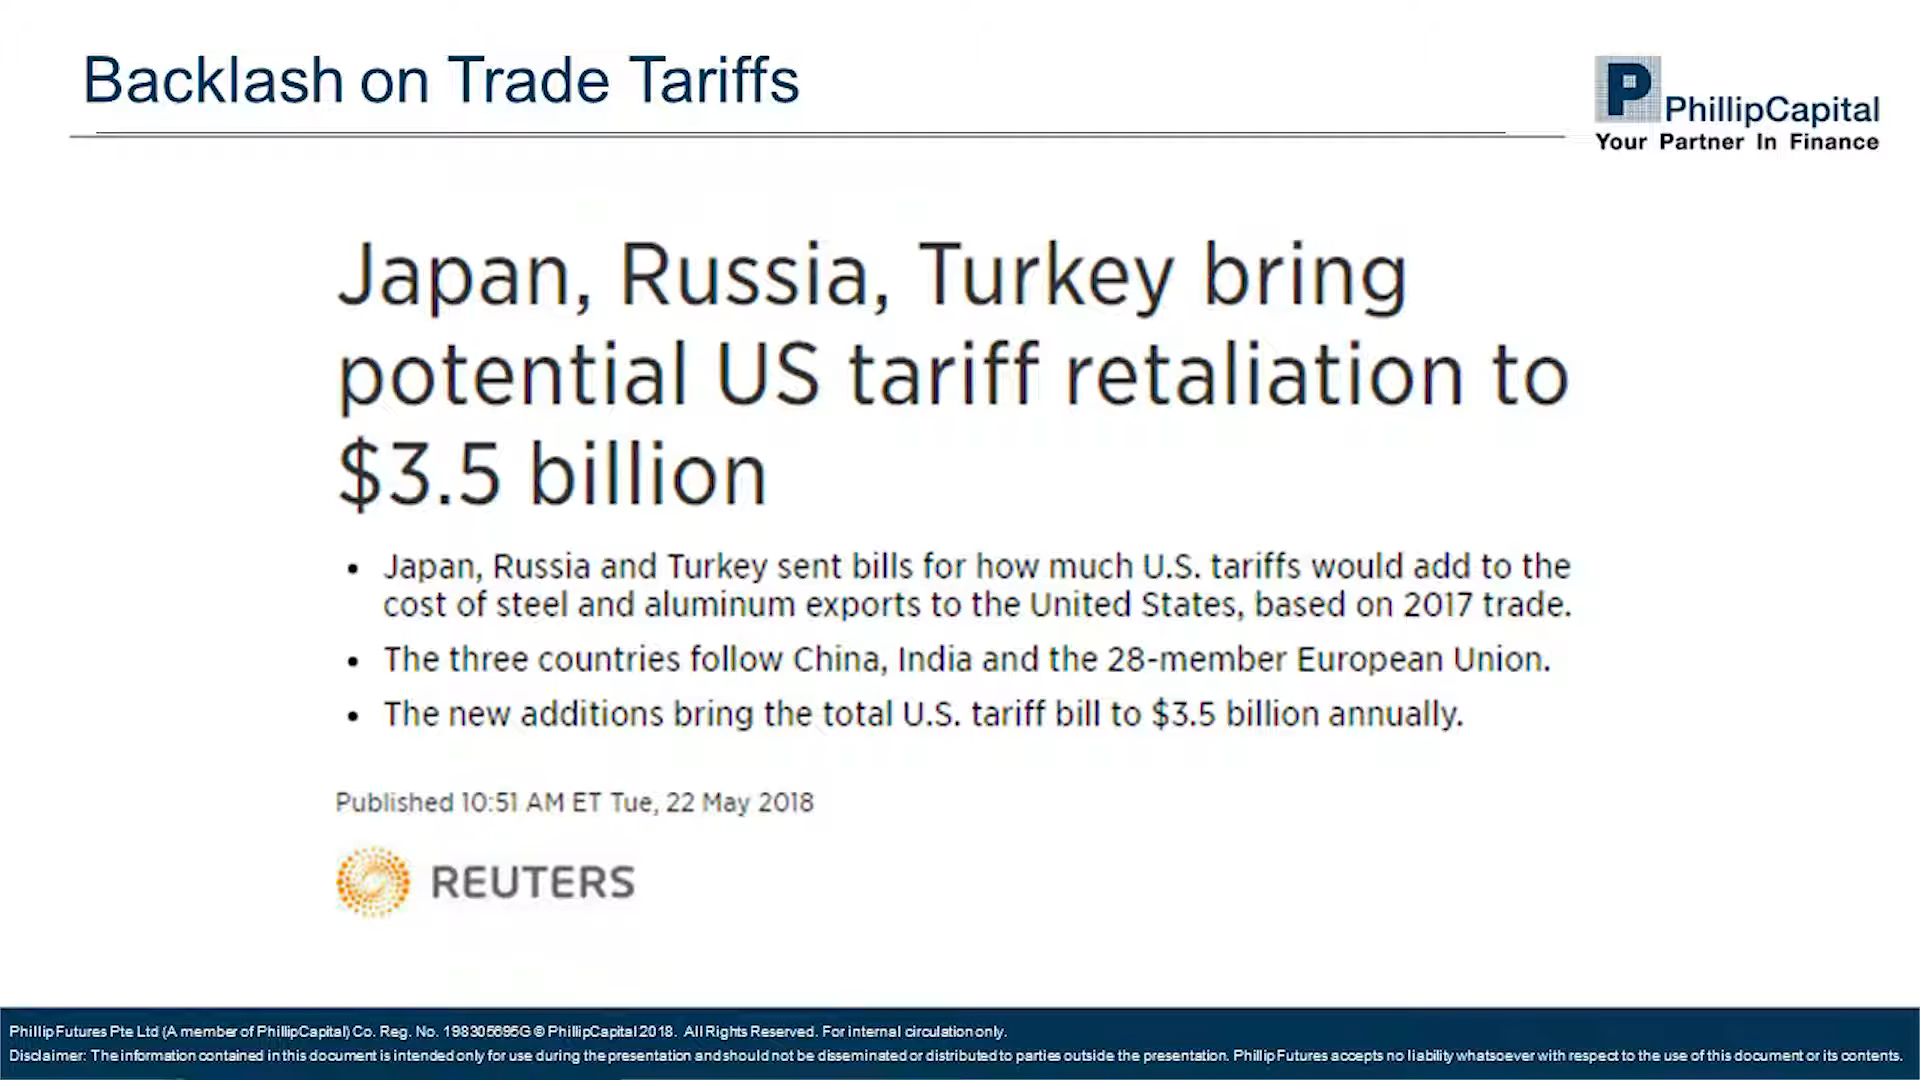 Backlash on Trade Tariffs
P
PhillipCapital
Your Partner In Finance
Japan, Russia, Turkey bring
potential US tariff retaliation to
$3.5 billion
• Japan, Russia and Turkey sent bills for how much U.S. tariffs would add to the
cost of steel and aluminum exports to the United States, based on 2017 trade.
• The three countries follow China, India and the 28-member European Union.
• The new additions bring the total U.S. tariff bill to $3.5 billion annually.
Published 10:51 AM ET Tue, 22 May 2018
REUTERS
Phillip Futures Pte Ltd (A member of PhillipCapital) Co. Reg. No. 198305695G © PhillipCapital 2018. All Rights Reserved. For internal circulation only.
Disclaimer: The information contained in this document is intended only for use during the presentation and should not be disseminated or distributed to parties outside the presentation. Phillip Futures accepts no liability whatsoever with respect to the use of this document or its contents.